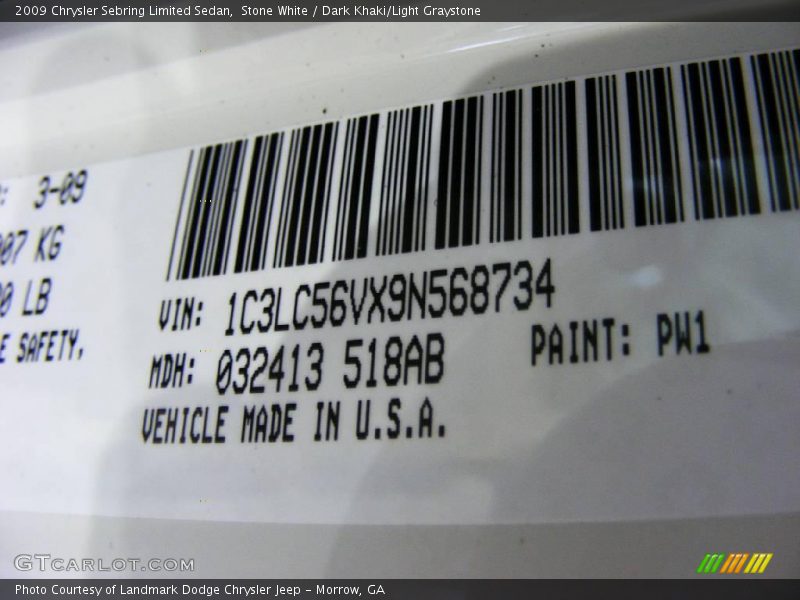 2009 Chrysler Sebring Limited Sedan, Stone White / Dark Khaki/Light Graystone
3-09
KG
LB
SAFETY.
VIN: 1C3LC56VX9N568734
MDH: 032413 518AB
PAINT: PW1
VEHICLE MADE IN U.S.A.
GTCARLOT.COM
Photo Courtesy of Landmark Dodge Chrysler Jeep - Morrow, GA